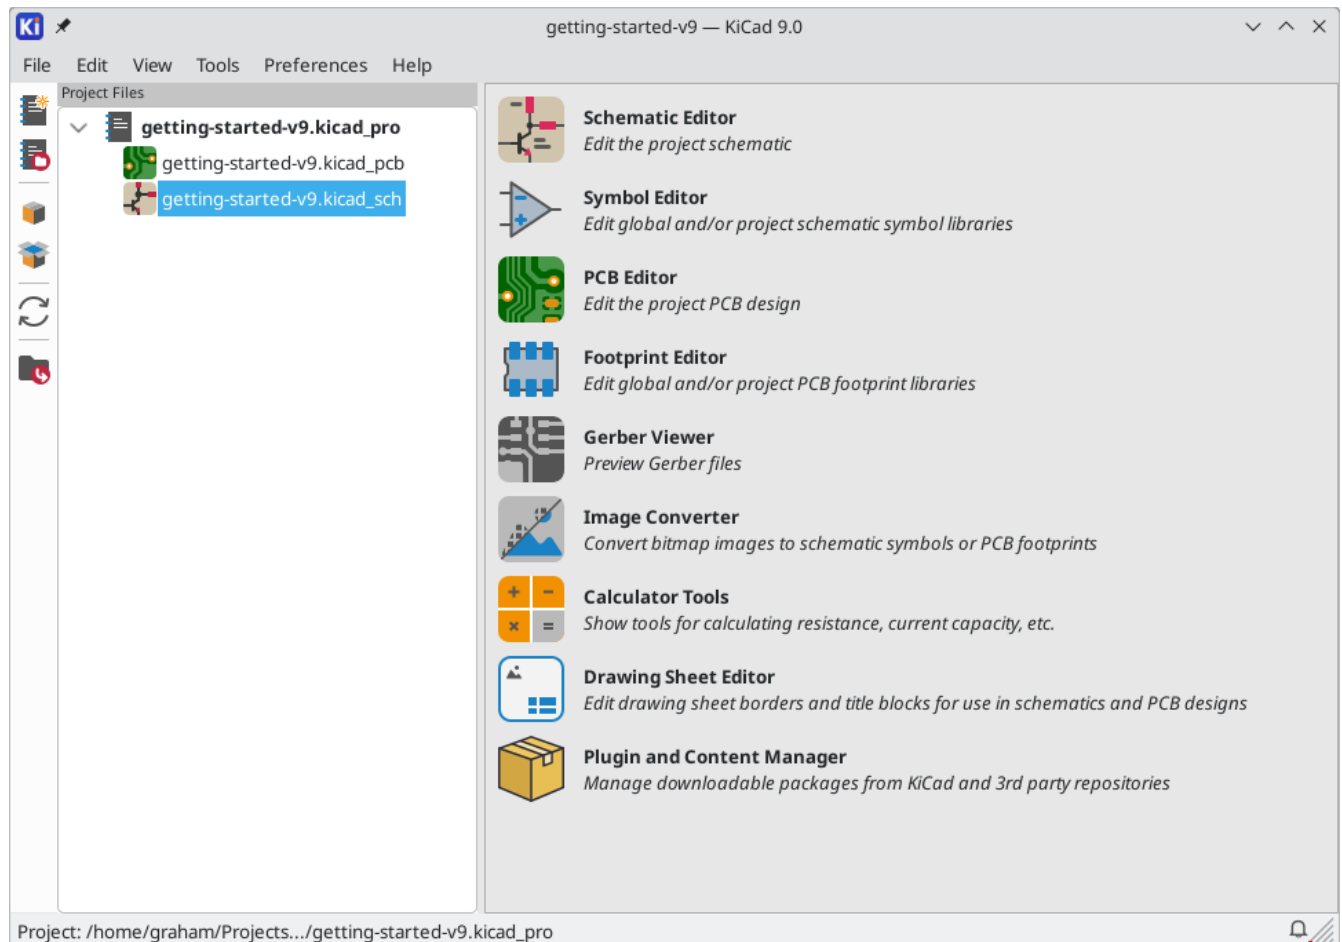 Ki
getting-started-v9 — KiCad 9.0
File Edit View Tools Preferences Help
Project Files
getting-started-v9.kicad_pro
getting-started-v9.kicad_pcb
getting-started-v9.kicad_sch
Schematic Editor
Edit the project schematic
Symbol Editor
Edit global and/or project schematic symbol libraries
PCB Editor
Edit the project PCB design
Footprint Editor
Edit global and/or project PCB footprint libraries
Gerber Viewer
Preview Gerber files
Image Converter
Convert bitmap images to schematic symbols or PCB footprints
Calculator Tools
Show tools for calculating resistance, current capacity, etc.
Drawing Sheet Editor
Edit drawing sheet borders and title blocks for use in schematics and PCB designs
Plugin and Content Manager
Manage downloadable packages from KiCad and 3rd party repositories
Project: /home/graham/Projects.../getting-started-v9.kicad_pro